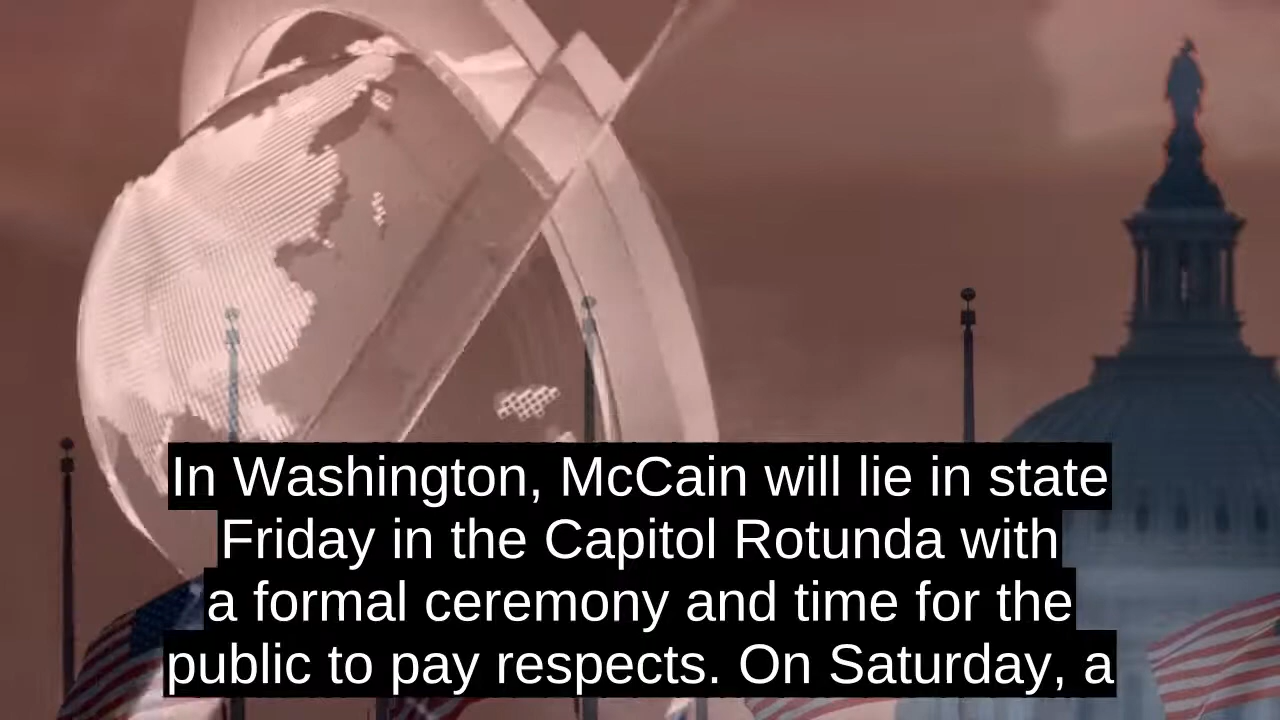 In Washington, McCain will lie in state
Friday in the Capitol Rotunda with
a formal ceremony and time for the
public to pay respects. On Saturday, a